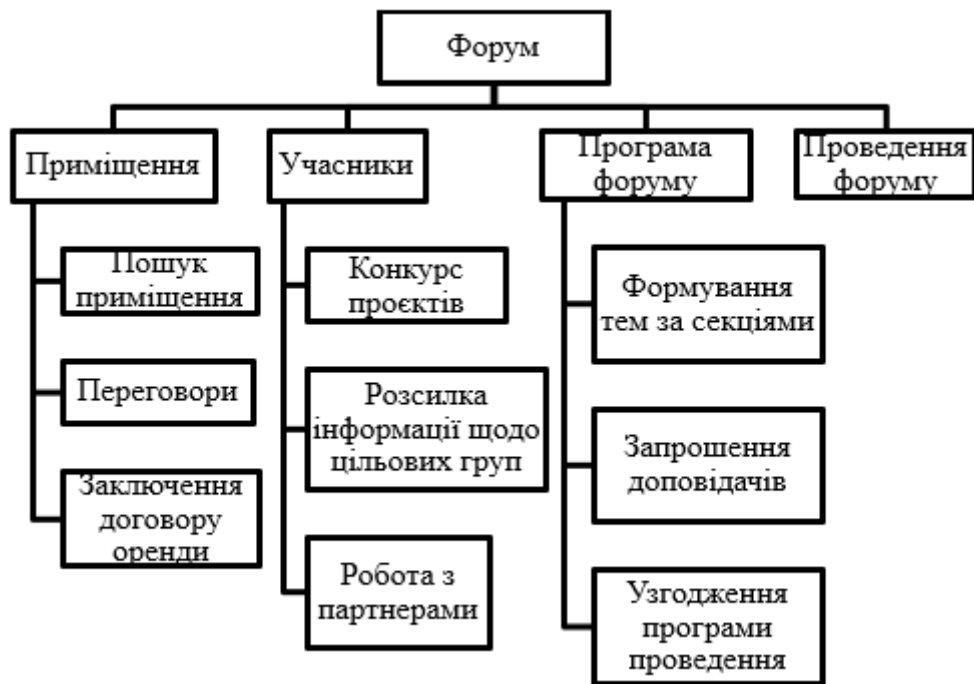 Форум
Приміщення
Учасники
Програма
форуму
Проведення
форуму
Пошук
приміщення
Переговори
Заключення
договору
оренди
Конкурс
проєктів
Розсилка
інформації щодо
цільових груп
Робота з
партнерами
Формування
тем за секціями
Запрошення
доповідачів
Узгодження
програми
проведення